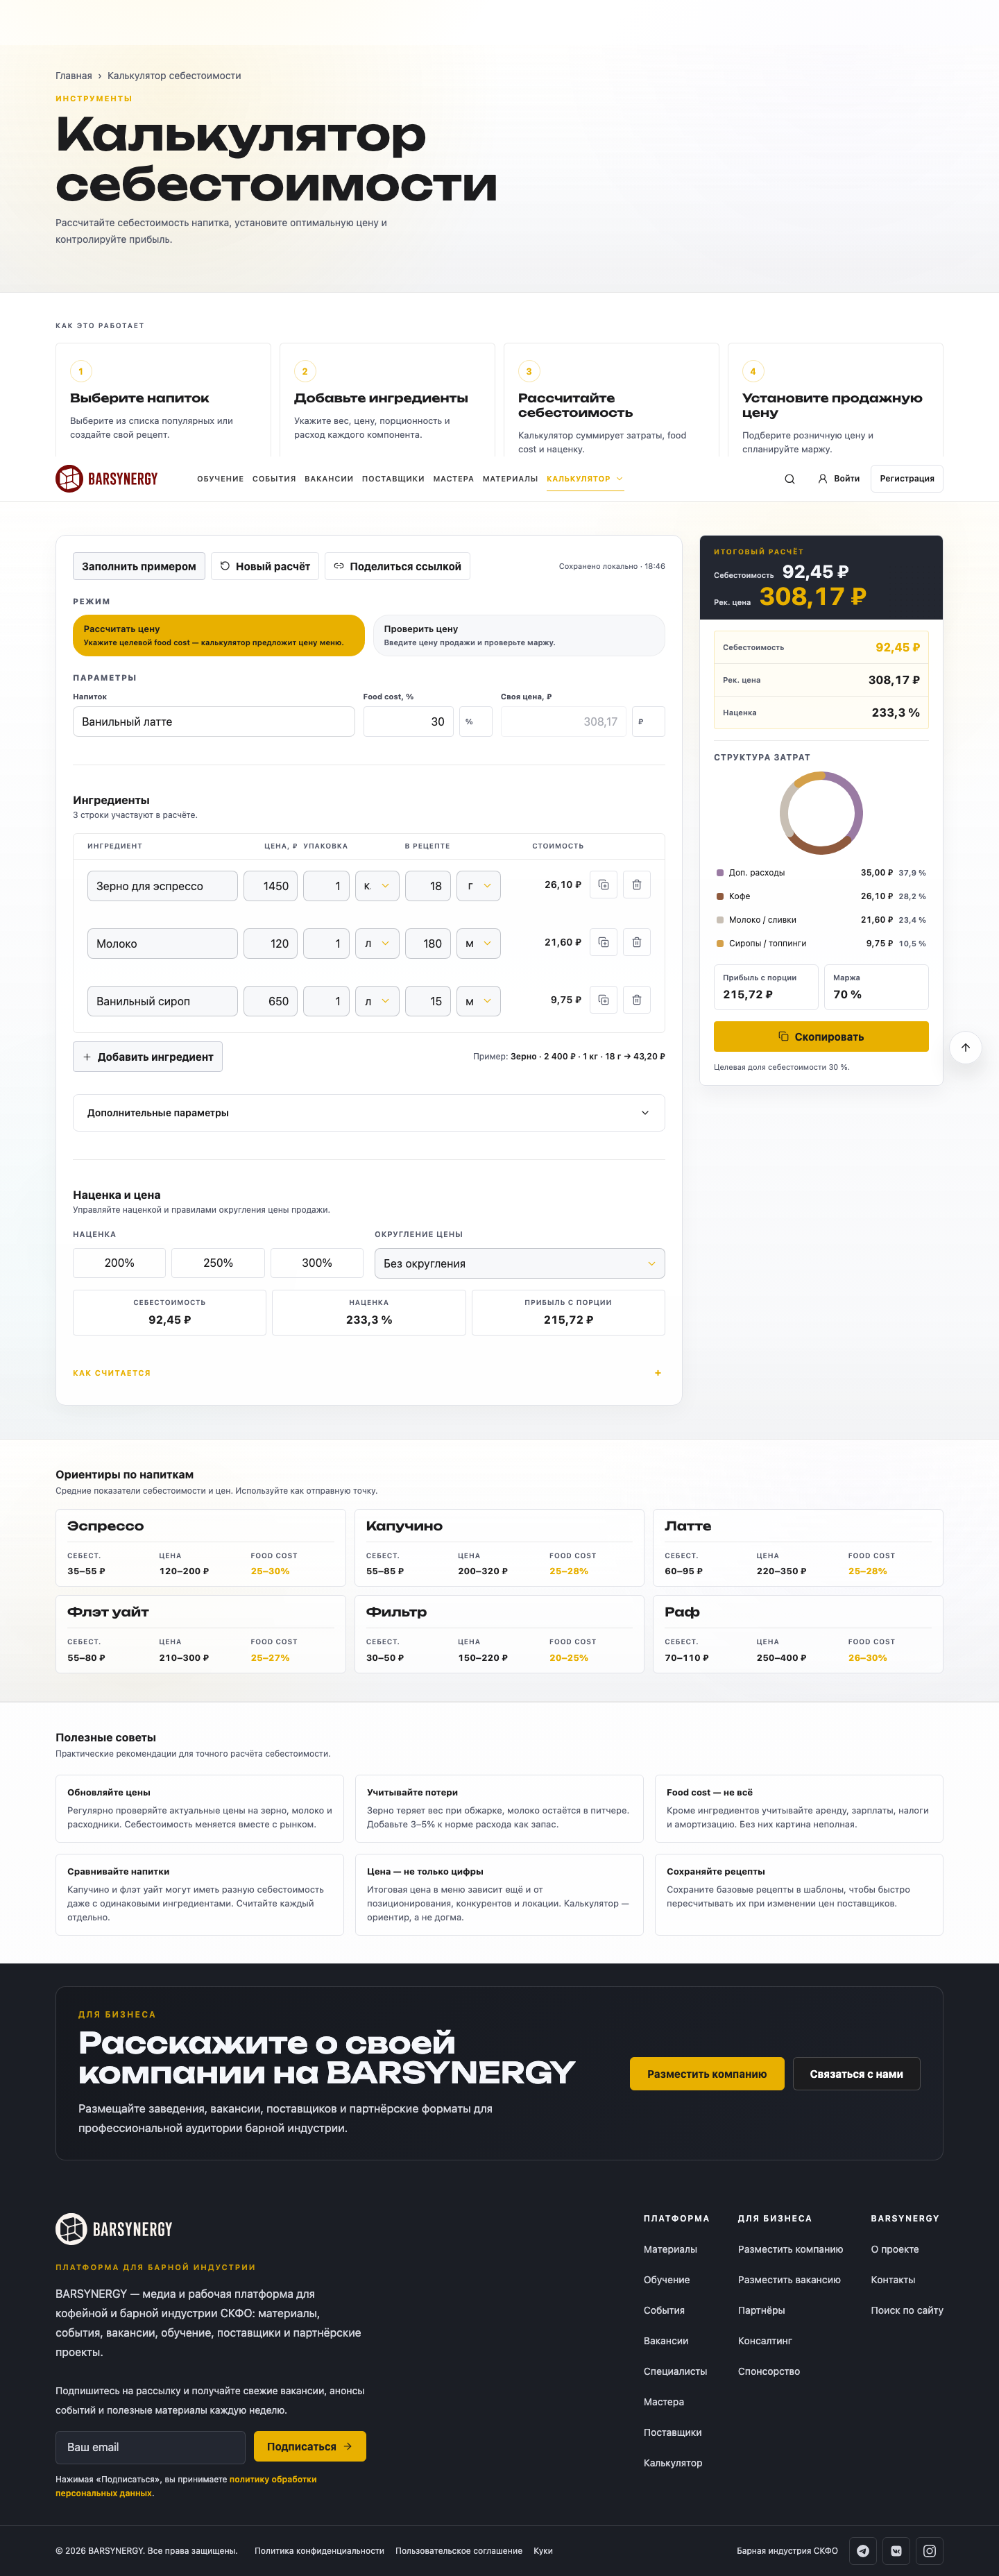 Главная › Калькулятор себестоимости
ИНСТРУМЕНТЫ
Калькулятор
себестоимости
Рассчитайте себестоимость напитка, установите оптимальную цену и
контролируйте прибыль.
КАК ЭТО РАБОТАЕТ
1
Выберите напиток
Выберите из списка популярных или
создайте свой рецепт.
2
Добавьте ингредиенты
Укажите вес, цену, порционность и
расход каждого компонента.
3
Рассчитайте
себестоимость
Калькулятор суммирует затраты, food
cost и наценку.
4
Установите продажную
цену
Подберите розничную цену и
спланируйте маржу.
BARSYNERGY
ОБУЧЕНИЕ СОБЫТИЯ ВАКАНСИИ ПОСТАВЩИКИ МАСТЕРА МАТЕРИАЛЫ КАЛ�ькУЛЯТОР
Войти
Регистрация
Заполнить примером
Новый расчёт
Поделиться ссылкой
Сохранено локально · 18:46
РЕЖИМ
Рассчитать цену
Укажите целевой food cost — калькулятор предложит цену меню.
Проверить цену
Введите цену продажи и проверьте маржу.
ПАРАМЕТРЫ
Напиток
Food cost, %
Своя цена, ₽
Ванильный латте
30 %
308,17 ₽
Ингредиенты
3 строки участвуют в расчёте.
ИНГРЕДИЕНТ ЦЕНА, ₽ УПАКОВКА В РЕЦЕПТЕ СТОИМОСТЬ
Зерно для эспрессо 1450 1 к. 18 г 26,10 ₽
Молоко 120 1 л 180 м 21,60 ₽
Ванильный сироп 650 1 л 15 м 9,75 ₽
+ Добавить ингредиент
Пример: Зерно · 2 400 ₽ · 1 кг · 18 г → 43,20 ₽
Дополнительные параметры
Наценка и цена
Управляйте наценкой и правилами округления цены продажи.
НАЦЕНКА
200% 250% 300%
ОКРУГЛЕНИЕ ЦЕНЫ
Без округления
СЕБЕСТОИМОСТЬ
92,45 ₽
НАЦЕНКА
233,3 %
ПРИБЫЛЬ С ПОРЦИИ
215,72 ₽
КАК СЧИТАЕТСЯ +
ИТОГОВЫЙ РАСЧЁТ
Себестоимость 92,45 ₽
Рек. цена 308,17 ₽
Себестоимость 92,45 ₽
Рек. цена 308,17 ₽
Наценка 233,3 %
СТРУКТУРА ЗАТРАТ
Доп. расходы 35,00 ₽ 37,9 %
Кофе 26,10 ₽ 28,2 %
Молоко / сливки 21,60 ₽ 23,4 %
Сиропы / топпинги 9,75 ₽ 10,5 %
Прибыль с порции
215,72 ₽
Маржа
70 %
Скопировать
Целевая доля себестоимости 30 %.
Ориентиры по напиткам
Средние показатели себестоимости и цен. Используйте как отправную точку.
Эспрессо
СЕБЕСТ. ЦЕНА FOOD COST
35–55 ₽ 120–200 ₽ 25–30%
Капучино
СЕБЕСТ. ЦЕНА FOOD COST
55–85 ₽ 200–320 ₽ 25–28%
Латте
СЕБЕСТ. ЦЕНА FOOD COST
60–95 ₽ 220–350 ₽ 25–28%
Флэт уайт
СЕБЕСТ. ЦЕНА FOOD COST
55–80 ₽ 210–300 ₽ 25–27%
Фильтр
СЕБЕСТ. ЦЕНА FOOD COST
30–50 ₽ 150–220 ₽ 20–25%
Раф
СЕБЕСТ. ЦЕНА FOOD COST
70–110 ₽ 250–400 ₽ 26–30%
Полезные советы
Практические рекомендации для точного расчёта себестоимости.
Обновляйте цены
Регулярно проверяйте актуальные цены на зерно, молоко и
расходники. Себестоимость меняется вместе с рынком.
Учитывайте потери
Зерно теряет вес при обжарке, молоко остаётся в питчере.
Добавьте 3–5% к норме расхода как запас.
Food cost — не всё
Кроме ингредиентов учитывайте аренду, зарплаты, налоги
и амортизацию. Без них картина неполная.
Сравнивайте напитки
Капучино и флэт уайт могут иметь разную себестоимость
даже с одинаковыми ингредиентами. Считайте каждый
отдельно.
Цена — не только цифры
Итоговая цена в меню зависит ещё и от
позиционирования, конкурентов и локации. Калькулятор —
ориентир, а не догма.
Сохраняйте рецепты
Сохраните базовые рецепты в шаблоны, чтобы быстро
пересчитывать их при изменении цен поставщиков.
ДЛЯ БИЗНЕСА
Расскажите о своей
компании на BARSYNERGY
Размещайте заведения, вакансии, поставщиков и партнёрские форматы для
профессиональной аудитории барной индустрии.
Разместить компанию
Связаться с нами
BARSYNERGY
ПЛАТФОРМА ДЛЯ БАРНОЙ ИНДУСТРИИ
BARSYNERGY — медиа и рабочая платформа для
кофейной и барной индустрии СКФО: материалы,
события, вакансии, обучение, поставщики и партнёрские
проекты.
Подпишитесь на рассылку и получайте свежие вакансии, анонсы
событий и полезные материалы каждую неделю.
Ваш email
Подписаться →
Нажимая «Подписаться», вы принимаете политику обработки
персональных данных.
ПЛАТФОРМА
Материалы
Обучение
События
Вакансии
Специалисты
Мастера
Поставщики
Калькулятор
ДЛЯ БИЗНЕСА
Разместить компанию
Разместить вакансию
Партнёры
Консалтинг
Спонсорство
BARSYNERGY
О проекте
Контакты
Поиск по сайту
© 2026 BARSYNERGY. Все права защищены.
Политика конфиденциальности
Пользовательское соглашение
Куки
Барная индустрия СКФО